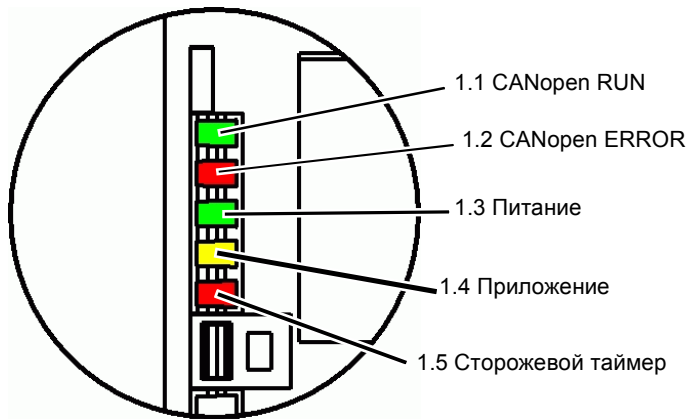 1.1 CANopen RUN
1.2 CANopen ERROR
1.3 Питание
1.4 Приложение
1.5 Сторожевой таймер